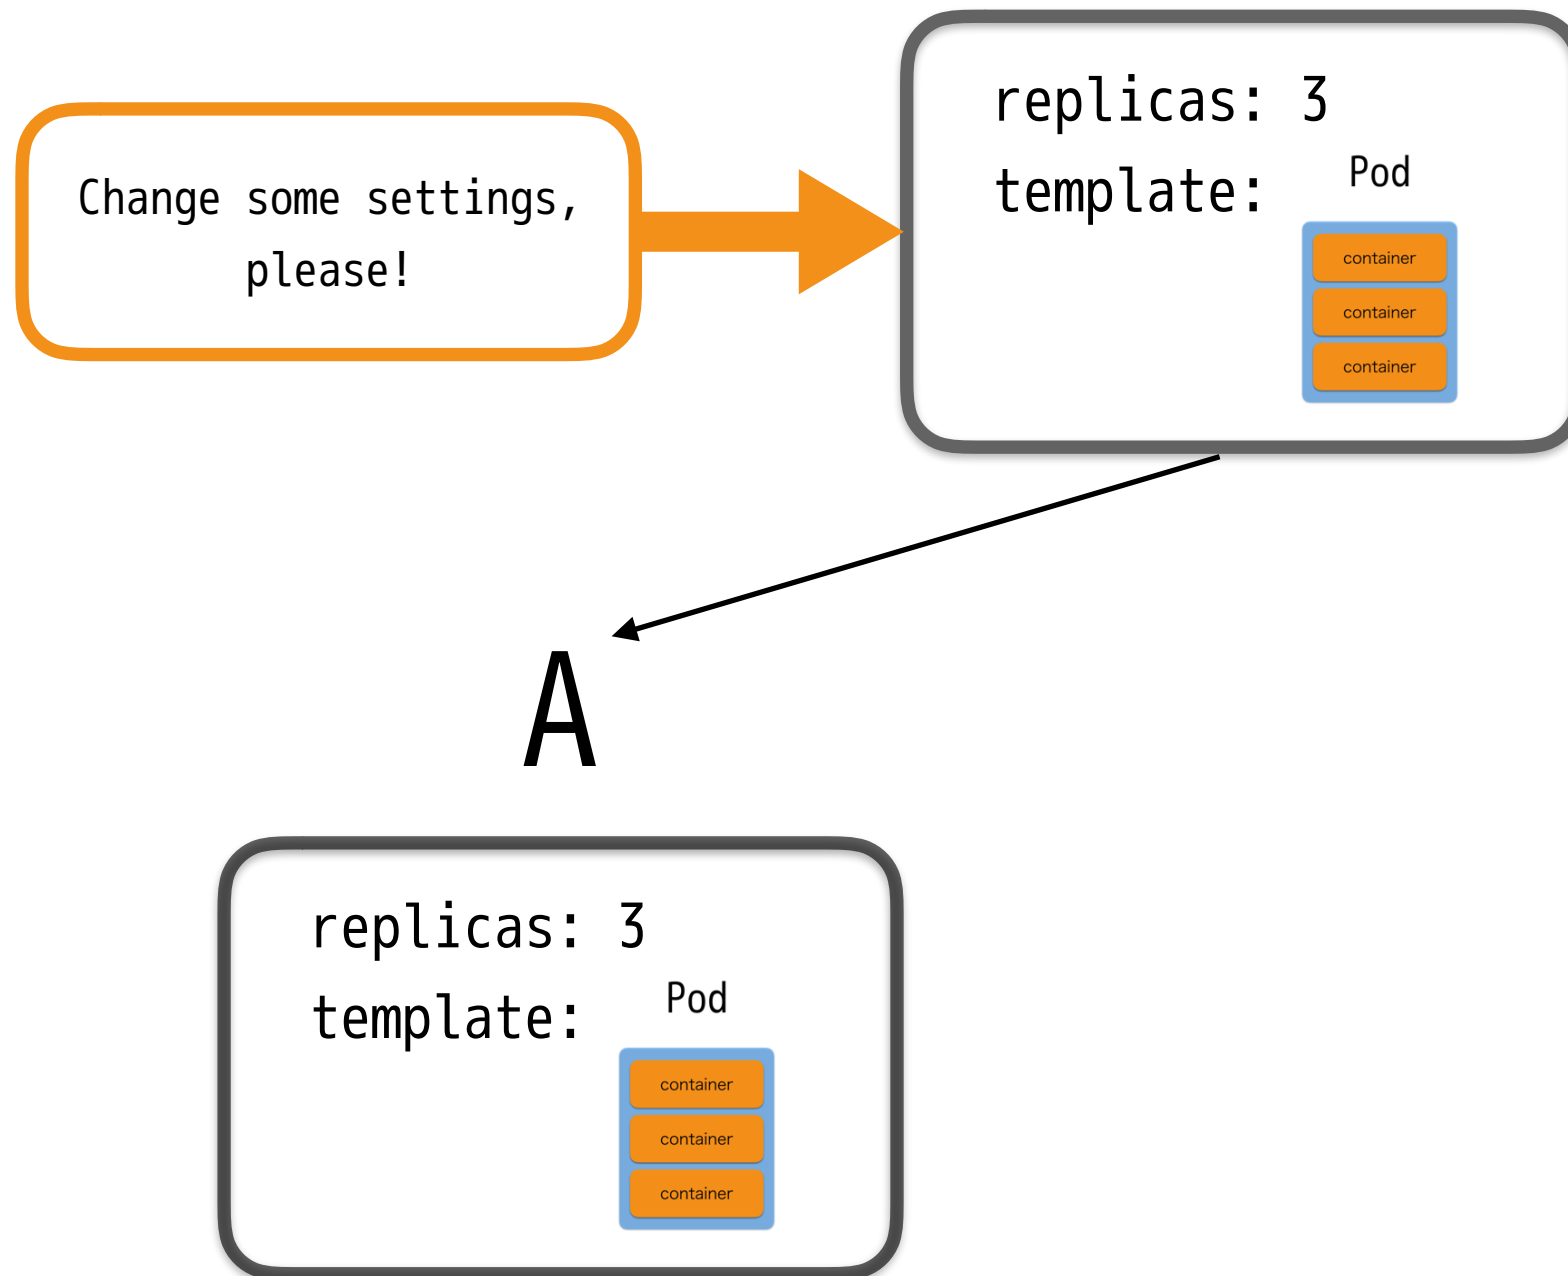 Change some settings,
please!
replicas: 3
template:
Pod
container
container
container
A
replicas: 3
template:
Pod
container
container
container